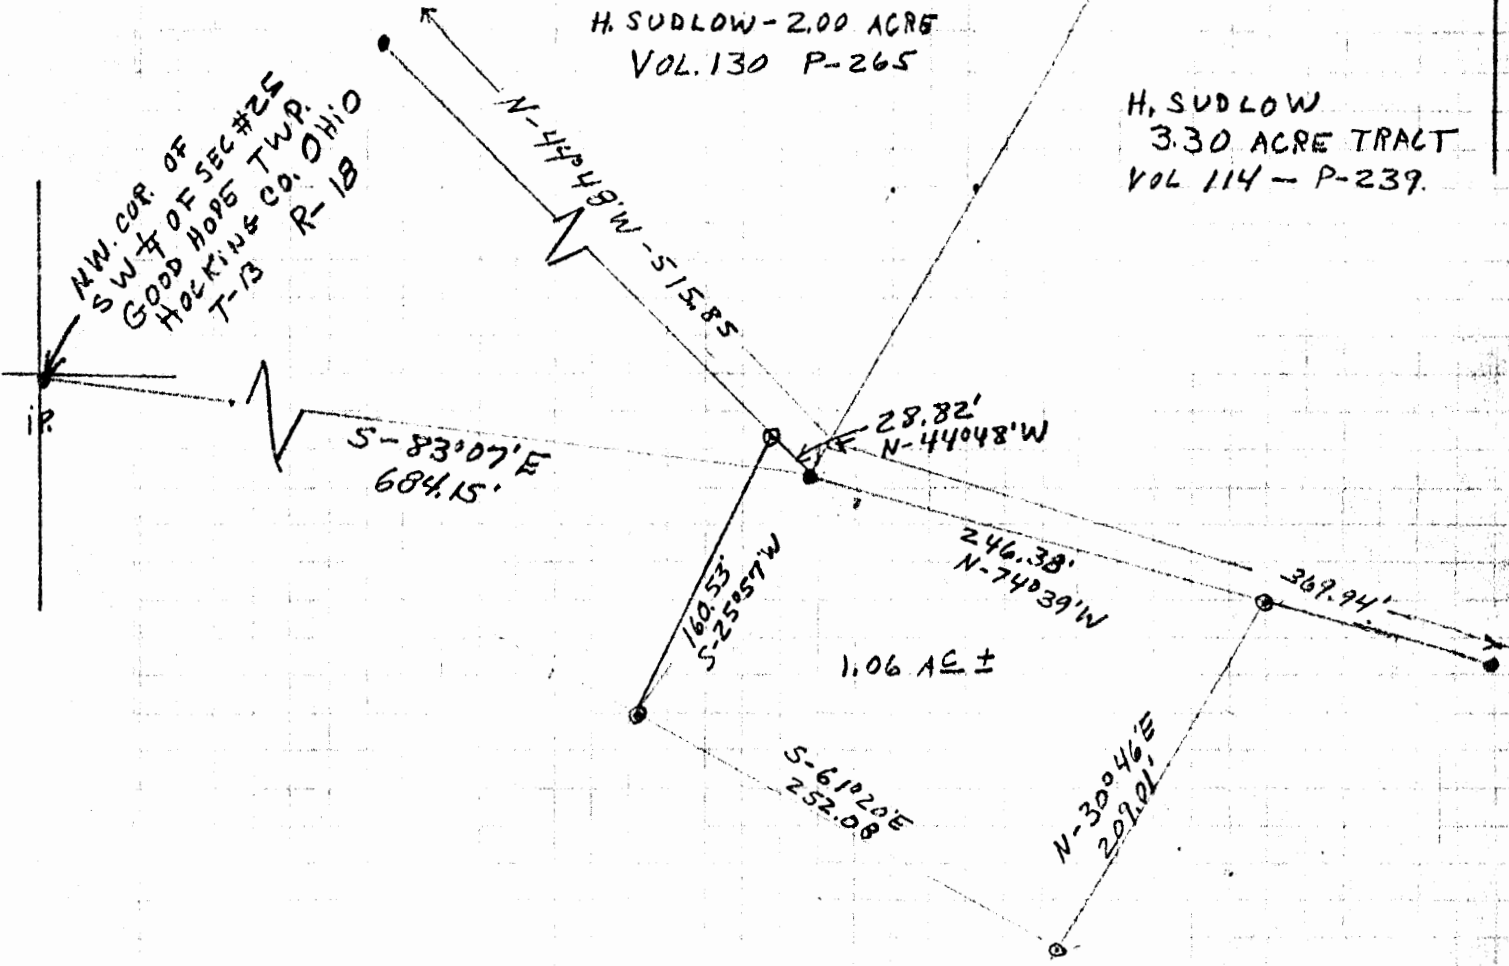 H. SUDLOW - 2.00 ACRE
VOL. 130 P-265
H. SUDLOW
3.30 ACRE TRACT
VOL 114 - P-239.
N.W. COR. OF
SW ¼ OF SEC #25
GOOD HOPE TWP.
HOCKING CO. OHIO
T-13 R-18
iP.
N-44°48'W - 515.85
S-83°07'E
684.15'
28.82'
N-44°48'W
246.38'
N-74°39'W
369.94'
160.53'
S-25°57'W
1.06 AC ±
S-61°20'E
252.08
N-30°46'E
209.01'